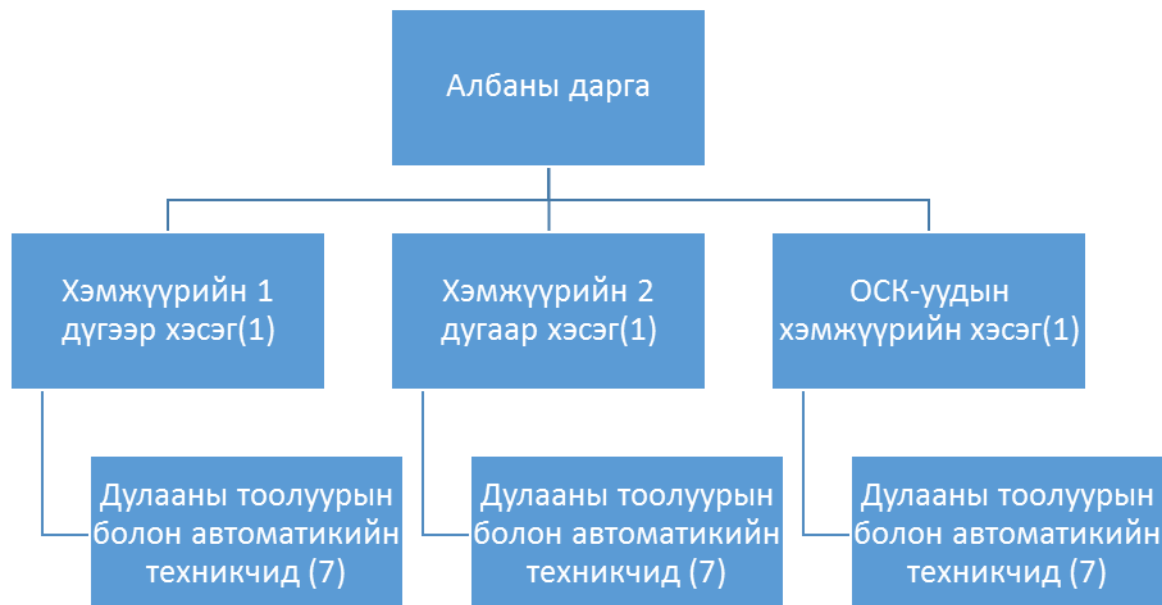 Албаны дарга
Хэмжүүрийн 1
дүгээр хэсэг(1)
Хэмжүүрийн 2
дугаар хэсэг(1)
ОСК-уудын
хэмжүүрийн хэсэг(1)
Дулааны тоолуурын
болон автоматикийн
техникчид (7)
Дулааны тоолуурын
болон автоматикийн
техникчид (7)
Дулааны тоолуурын
болон автоматикийн
техникчид (7)